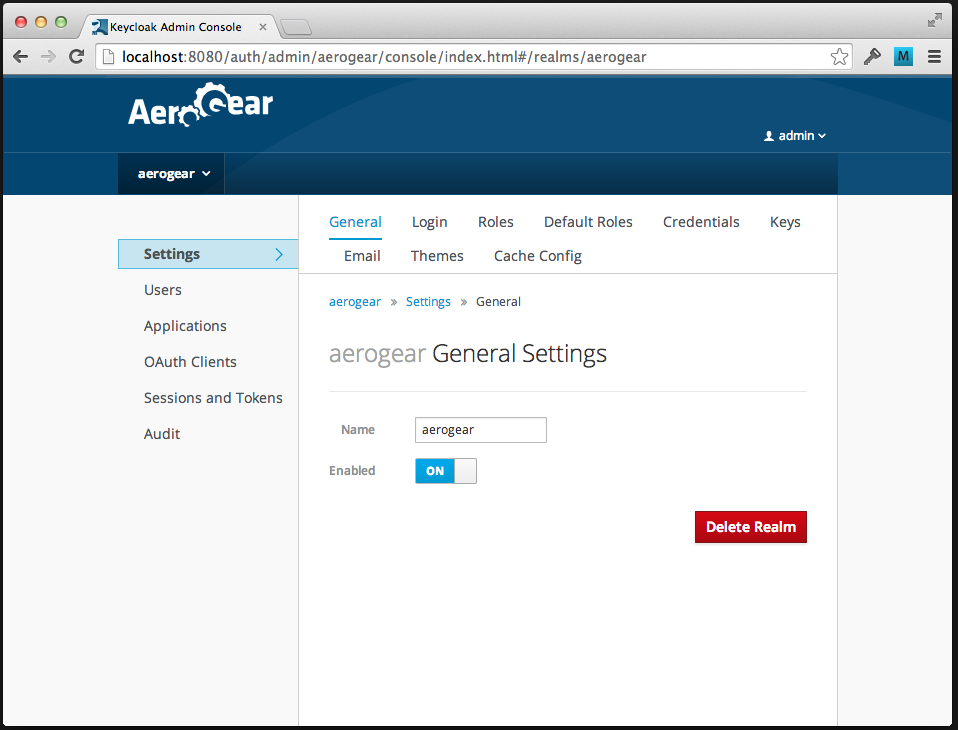 Keycloak Admin Console
localhost:8080/auth/admin/aerogear/console/index.html#/realms/aerogear
M
AeroGear
admin
aerogear
General Login Roles Default Roles Credentials Keys
Email Themes Cache Config
Settings
Users
Applications
OAuth Clients
Sessions and Tokens
Audit
aerogear » Settings » General
aerogear General Settings
Name aerogear
Enabled ON
Delete Realm